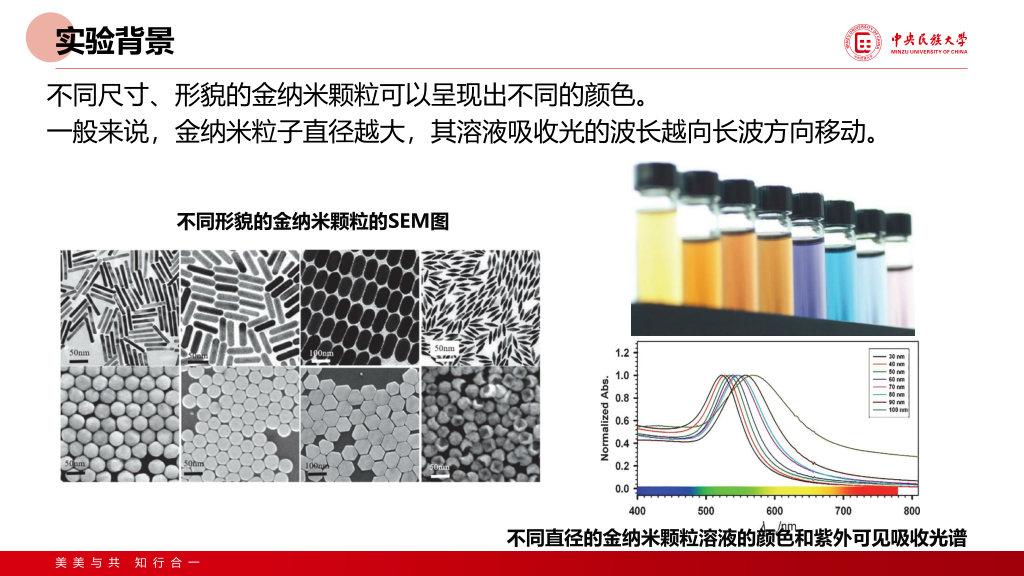 实验背景
中央民族大学
MINZU UNIVERSITY OF CHINA
不同尺寸、形貌的金纳米颗粒可以呈现出不同的颜色。
一般来说，金纳米粒子直径越大，其溶液吸收光的波长越向长波方向移动。
不同形貌的金纳米颗粒的SEM图
50nm
50nm
100nm
50nm
50nm
50nm
100nm
50nm
Normalized Abs.
1.2
1.0
0.8
0.6
0.4
0.2
0.0
30 nm
40 nm
50 nm
60 nm
70 nm
80 nm
90 nm
100 nm
400 500 600 700 800
λ /nm
不同直径的金纳米颗粒溶液的颜色和紫外可见吸收光谱
美美与共 知行合一